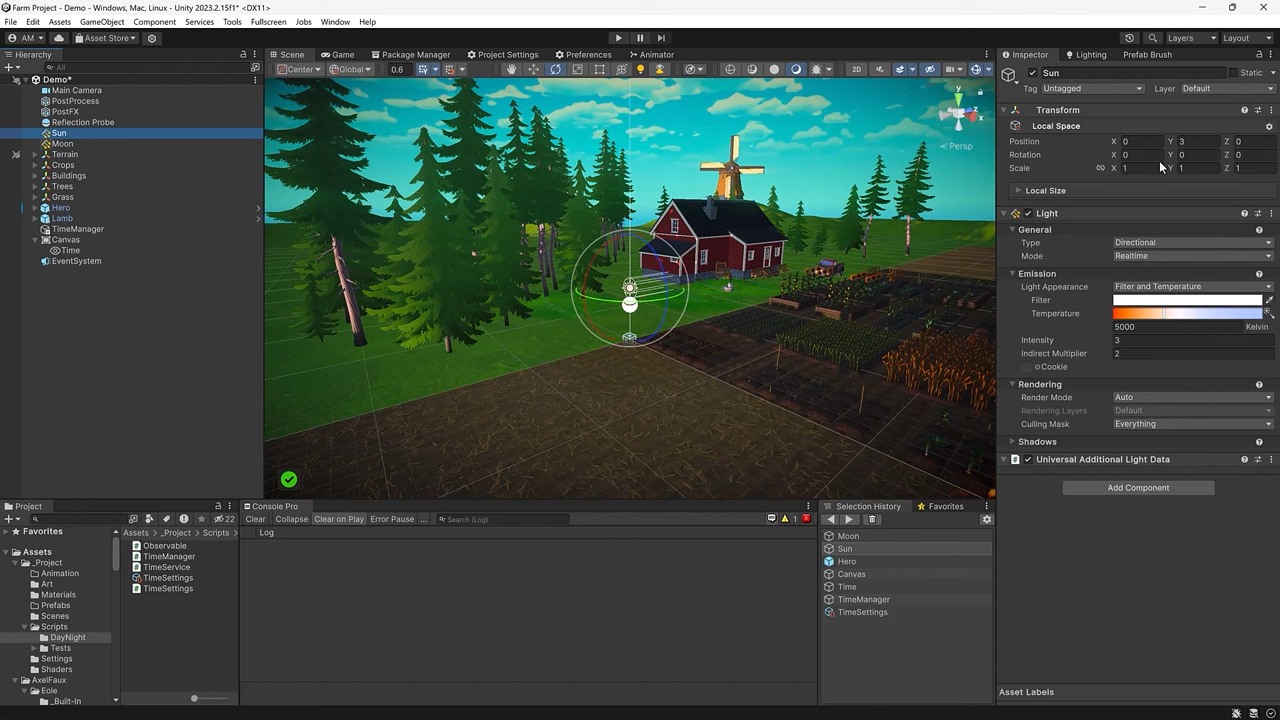 Farm Project - Demo - Windows, Mac, Linux - Unity 2023.2.15f1* <DX11>
File Edit Assets GameObject Component Services Tools Fullscreen Jobs Window Help
AM Asset Store Layers Layout
Hierarchy
All
Demo*
Main Camera
PostProcess
PostFX
Reflection Probe
Sun
Moon
Terrain
Crops
Buildings
Trees
Grass
Hero
Lamb
TimeManager
Canvas
Time
EventSystem
Scene Game Package Manager Project Settings Preferences Animator
Center Global 0.6 2D
y
x
z
Persp
Inspector Lighting Prefab Brush
Sun Static
Tag Untagged Layer Default
Transform
Local Space
Position X 0 Y 3 Z 0
Rotation X 0 Y 0 Z 0
Scale X 1 Y 1 Z 1
Local Size
Light
General
Type Directional
Mode Realtime
Emission
Light Appearance Filter and Temperature
Filter
Temperature
5000 Kelvin
Intensity 3
Indirect Multiplier 2
Cookie
Rendering
Render Mode Auto
Rendering Layers Default
Culling Mask Everything
Shadows
Universal Additional Light Data
Add Component
Asset Labels
Project
22
Favorites
Assets
_Project
Animation
Art
Materials
Prefabs
Scenes
Scripts
DayNight
Tests
Settings
Shaders
AxelFaux
Eole
_Built-In
Assets > _Project > Scripts >
Observable
TimeManager
TimeService
TimeSettings
TimeSettings
Console Pro
Clear Collapse Clear on Play Error Pause ... Search (Log) 1
Log
Selection History Favorites
Moon
Sun
Hero
Canvas
Time
TimeManager
TimeSettings